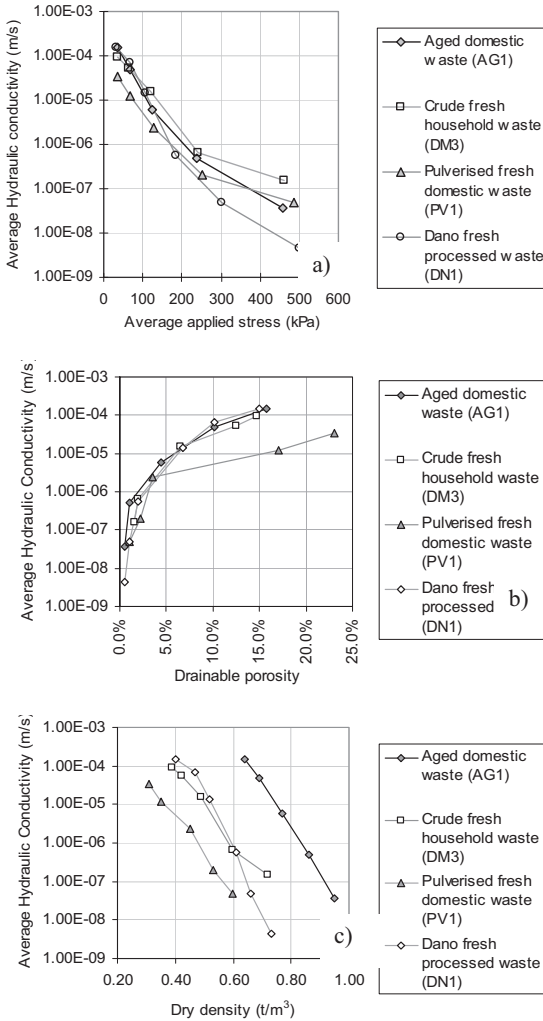 Average Hydraulic conductivity (m/s)
1.00E-03
1.00E-04
1.00E-05
1.00E-06
1.00E-07
1.00E-08
1.00E-09
0 100 200 300 400 500 600
Average applied stress (kPa)
a)
Aged domestic
waste (AG1)
Crude fresh
household waste
(DM3)
Pulverised fresh
domestic waste
(PV1)
Dano fresh
processed waste
(DN1)
Average Hydraulic Conductivity (m/s)
1.00E-03
1.00E-04
1.00E-05
1.00E-06
1.00E-07
1.00E-08
1.00E-09
0.0%
5.0%
10.0%
15.0%
20.0%
25.0%
Drainable porosity
Aged domestic
waste (AG1)
Crude fresh
household waste
(DM3)
Pulverised fresh
domestic waste
(PV1)
Dano fresh
processed
(DN1)
b)
Average Hydraulic Conductivity (m/s)
1.00E-03
1.00E-04
1.00E-05
1.00E-06
1.00E-07
1.00E-08
1.00E-09
0.20 0.40 0.60 0.80 1.00
Dry density (t/m³)
c)
Aged domestic
waste (AG1)
Crude fresh
household waste
(DM3)
Pulverised fresh
domestic waste
(PV1)
Dano fresh
processed waste
(DN1)